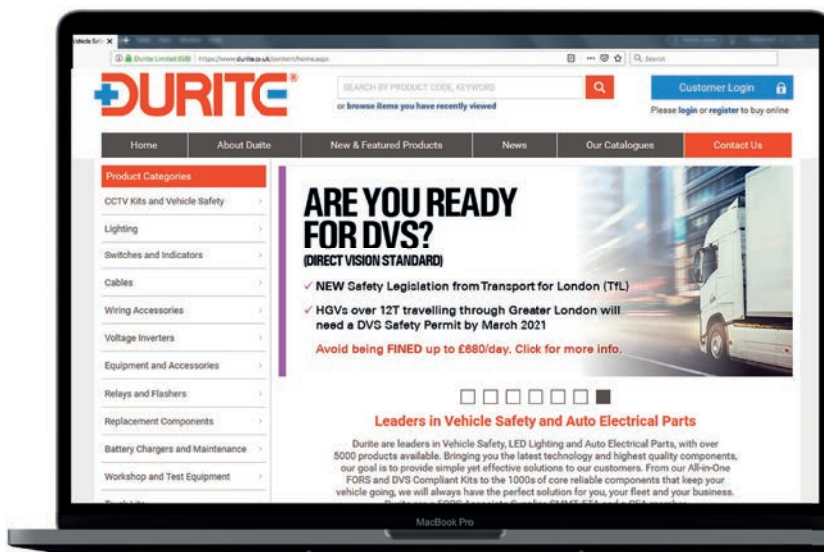 Durite Limited (GB) https://www.durite.co.uk/content/home.aspx
Search
DURITE®
SEARCH BY PRODUCT CODE, KEYWORD
or browse items you have recently viewed
Customer Login
Please login or register to buy online
Home About Durite New & Featured Products News Our Catalogues Contact Us
Product Categories
CCTV Kits and Vehicle Safety
Lighting
Switches and Indicators
Cables
Wiring Accessories
Voltage Inverters
Equipment and Accessories
Relays and Flashers
Replacement Components
Battery Chargers and Maintenance
Workshop and Test Equipment
ARE YOU READY
FOR DVS?
(DIRECT VISION STANDARD)
✓ NEW Safety Legislation from Transport for London (TfL)
✓ HGVs over 12T travelling through Greater London will
need a DVS Safety Permit by March 2021
Avoid being FINED up to £680/day. Click for more info.
Leaders in Vehicle Safety and Auto Electrical Parts
Durite are leaders in Vehicle Safety, LED Lighting and Auto Electrical Parts, with over
5000 products available. Bringing you the latest technology and highest quality components,
our goal is to provide simple yet effective solutions to our customers. From our All-in-One
FORS and DVS Compliant Kits to the 1000s of core reliable components that keep your
vehicle going, we will always have the perfect solution for you, your fleet and your business.
MacBook Pro